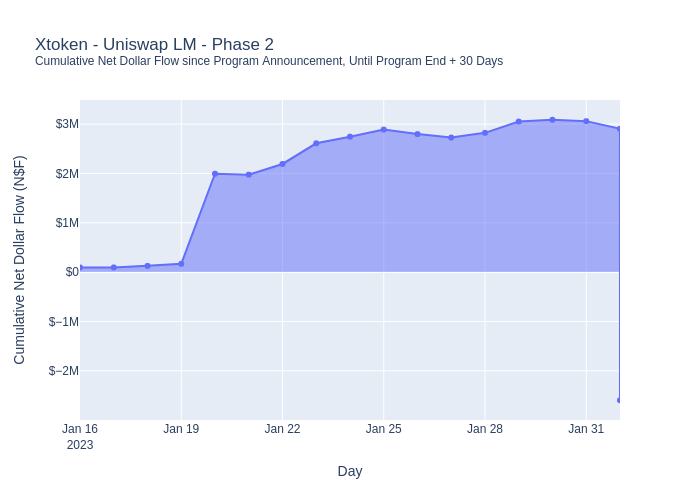 Xtoken - Uniswap LM - Phase 2
Cumulative Net Dollar Flow since Program Announcement, Until Program End + 30 Days
Cumulative Net Dollar Flow (N$F)
$3M
$2M
$1M
$0
$−1M
$−2M
Jan 16
2023
Jan 19
Jan 22
Jan 25
Jan 28
Jan 31
Day